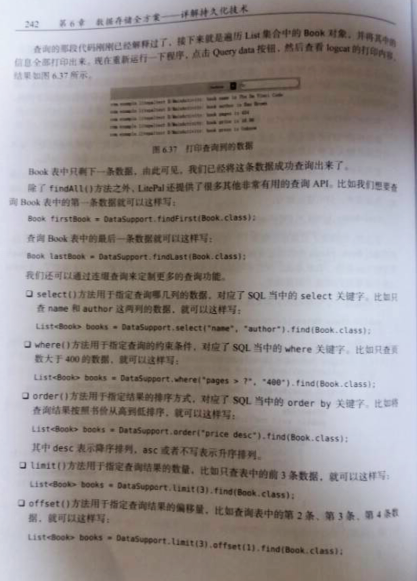 242 第6章 数据存储全方案——详解持久化技术
查询的那段代码刚刚已经解释过了，接下来就是遍历 List 集合中的 Book 对象，并将其中的
信息全部打印出来。现在重新运行一下程序，点击 Query data 按钮，然后查看 logcat 的打印内容，
结果如图 6.37 所示。
图 6.37 打印查询到的数据
Book 表中只剩下一条数据，由此可见，我们已经将这条数据成功查询出来了。
除了 findAll()方法之外，LitePal 还提供了很多其他非常有用的查询 API。比如我们想要查
询 Book 表中的第一条数据就可以这样写：
Book firstBook = DataSupport.findFirst(Book.class);
查询 Book 表中的最后一条数据就可以这样写：
Book lastBook = DataSupport.findLast(Book.class);
我们还可以通过连缀查询来定制更多的查询功能。
❑ select()方法用于指定查询哪几列的数据，对应了 SQL 当中的 select 关键字。比如只
查 name 和 author 这两列的数据，就可以这样写：
List<Book> books = DataSupport.select("name", "author").find(Book.class);
❑ where()方法用于指定查询的约束条件，对应了 SQL 当中的 where 关键字。比如只查页
数大于 400 的数据，就可以这样写：
List<Book> books = DataSupport.where("pages > ?", "400").find(Book.class);
❑ order()方法用于指定结果的排序方式，对应了 SQL 当中的 order by 关键字。比如将
查询结果按照书价从高到低排序，就可以这样写：
List<Book> books = DataSupport.order("price desc").find(Book.class);
其中 desc 表示降序排列，asc 或者不写表示升序排列。
❑ limit()方法用于指定查询结果的数量，比如只查表中的前 3 条数据，就可以这样写：
List<Book> books = DataSupport.limit(3).find(Book.class);
❑ offset()方法用于指定查询结果的偏移量，比如查询表中的第 2 条、第 3 条、第 4 条数
据，就可以这样写：
List<Book> books = DataSupport.limit(3).offset(1).find(Book.class);